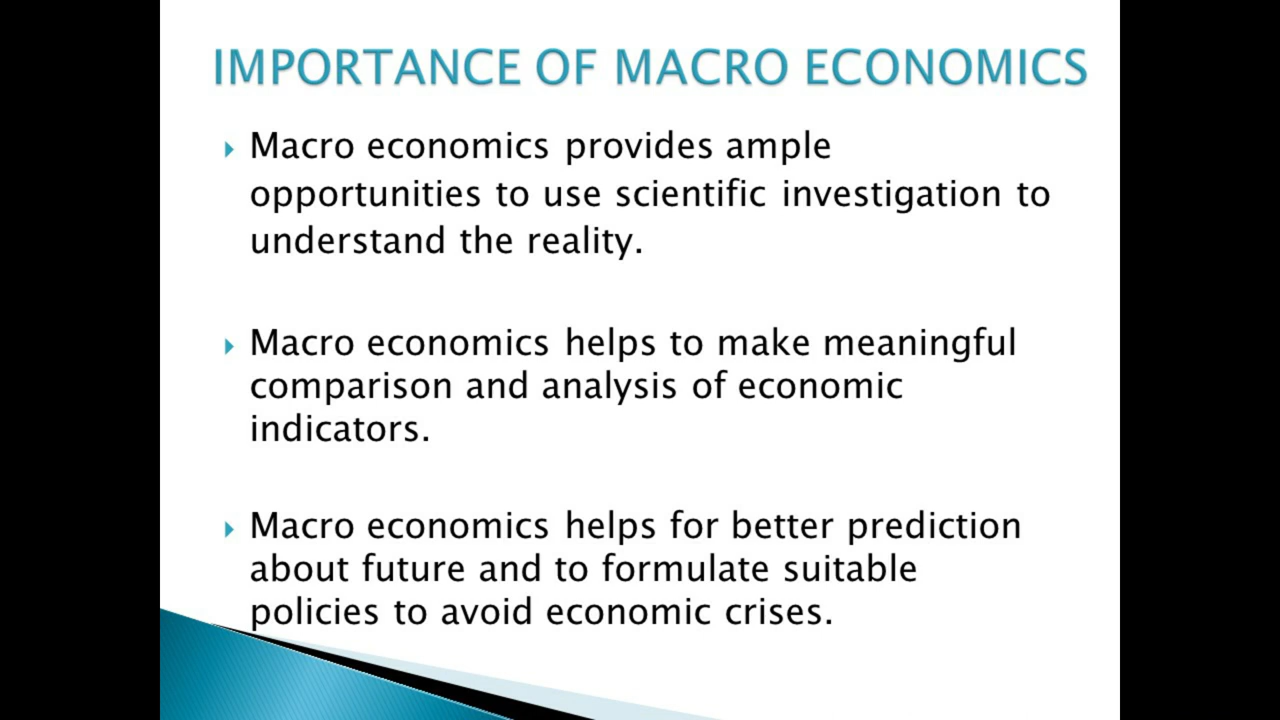 IMPORTANCE OF MACRO ECONOMICS
Macro economics provides ample
opportunities to use scientific investigation to
understand the reality.
Macro economics helps to make meaningful
comparison and analysis of economic
indicators.
Macro economics helps for better prediction
about future and to formulate suitable
policies to avoid economic crises.